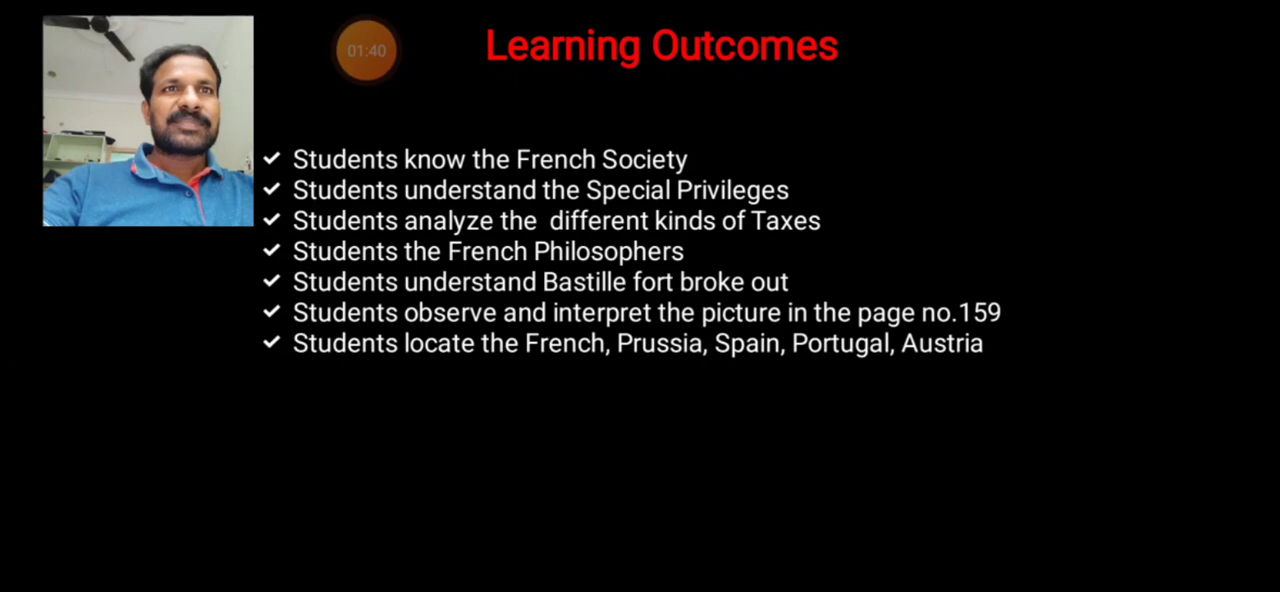 01:40
Learning Outcomes
✓ Students know the French Society
✓ Students understand the Special Privileges
✓ Students analyze the  different kinds of Taxes
✓ Students the French Philosophers
✓ Students understand Bastille fort broke out
✓ Students observe and interpret the picture in the page no.159
✓ Students locate the French, Prussia, Spain, Portugal, Austria